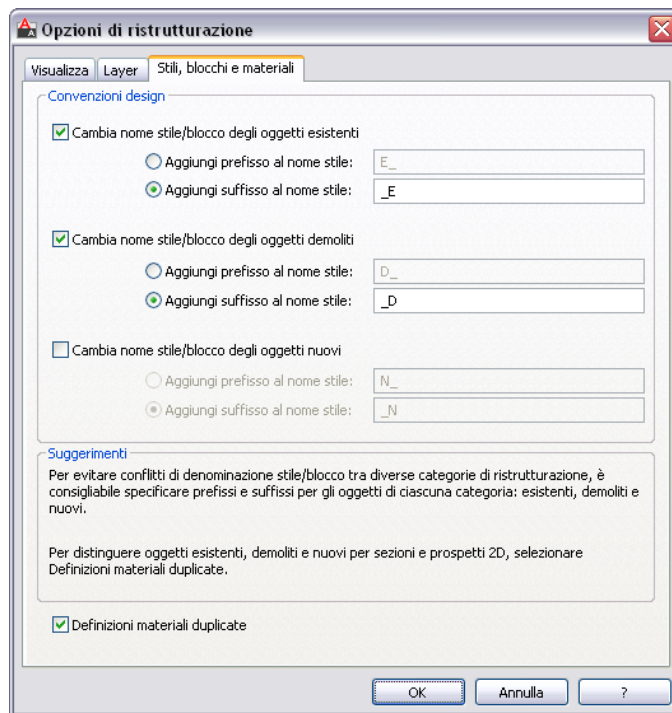 Opzioni di ristrutturazione
Visualizza Layer Stili, blocchi e materiali
Convenzioni design
Cambia nome stile/blocco degli oggetti esistenti
Aggiungi prefisso al nome stile: E_
Aggiungi suffisso al nome stile: _E
Cambia nome stile/blocco degli oggetti demoliti
Aggiungi prefisso al nome stile: D_
Aggiungi suffisso al nome stile: _D
Cambia nome stile/blocco degli oggetti nuovi
Aggiungi prefisso al nome stile: N_
Aggiungi suffisso al nome stile: _N
Suggerimenti
Per evitare conflitti di denominazione stile/blocco tra diverse categorie di ristrutturazione, è
consigliabile specificare prefissi e suffissi per gli oggetti di ciascuna categoria: esistenti, demoliti e
nuovi.
Per distinguere oggetti esistenti, demoliti e nuovi per sezioni e prospetti 2D, selezionare
Definizioni materiali duplicate.
Definizioni materiali duplicate
OK Annulla ?